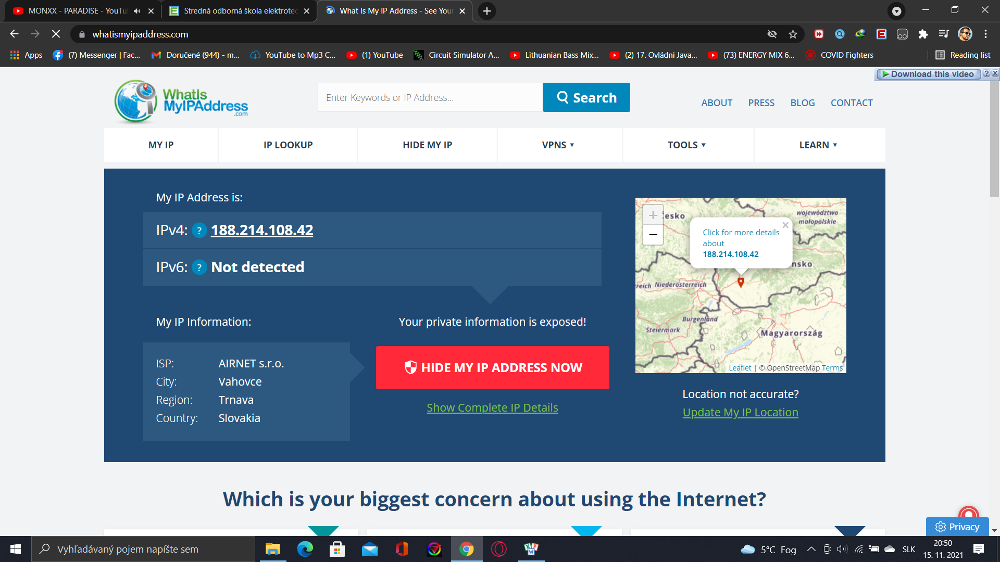 MONXX - PARADISE - YouTu
Stredná odborná škola elektrotec
What Is My IP Address - See Your
whatismyipaddress.com
Apps
(7) Messenger | Fac...
Doručené (944) - m...
YouTube to Mp3 C...
(1) YouTube
Circuit Simulator A...
Lithuanian Bass Mix...
(2) 17. Ovládni Java...
(73) ENERGY MIX 6...
COVID Fighters
Reading list
Download this video
? X
WhatIs
MyIPAddress
.com
Enter Keywords or IP Address...
Search
ABOUT
PRESS
BLOG
CONTACT
MY IP
IP LOOKUP
HIDE MY IP
VPNS
TOOLS
LEARN
My IP Address is:
IPv4: ? 188.214.108.42
IPv6: ? Not detected
My IP Information:
ISP: AIRNET s.r.o.
City: Vahovce
Region: Trnava
Country: Slovakia
Your private information is exposed!
HIDE MY IP ADDRESS NOW
Show Complete IP Details
+
−
esko
województwo
małopolskie
×
Click for more details
about
188.214.108.42
nsko
reich
Niederösterreich
Burgenland
Steiermark
Magyarország
Leaflet | © OpenStreetMap Terms
Location not accurate?
Update My IP Location
Which is your biggest concern about using the Internet?
Privacy
Vyhľadávaný pojem napíšte sem
5°C Fog
SLK
20:50
15. 11. 2021